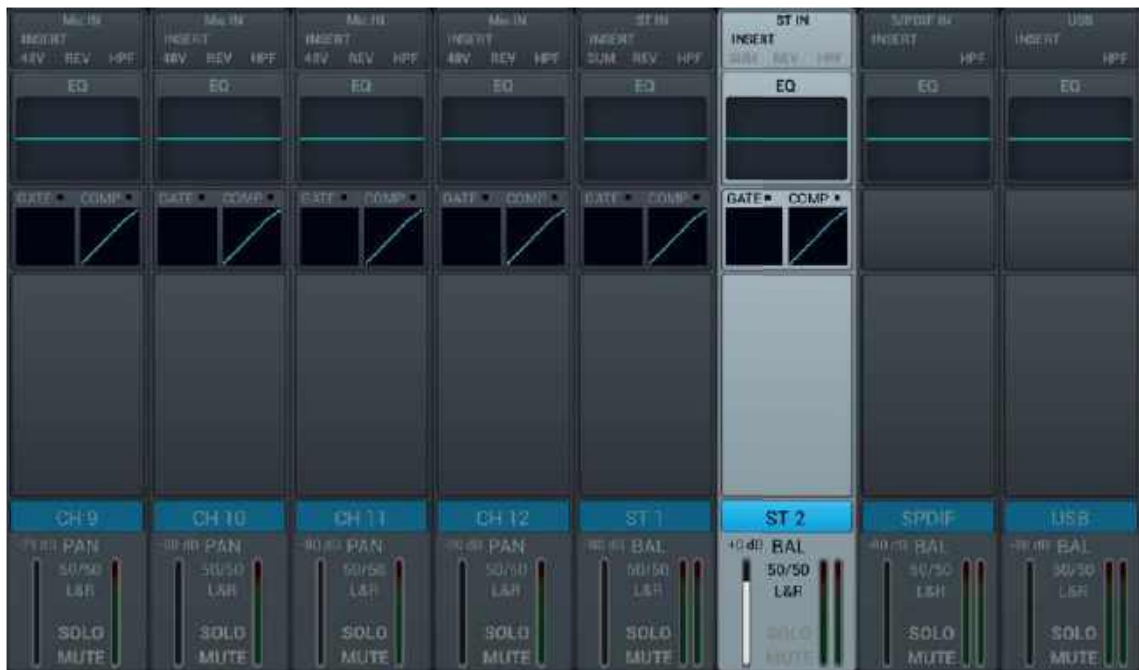 Mic IN Mic IN Mic IN Mic IN ST IN ST IN S/PDIF IN USB
INSERT INSERT INSERT INSERT INSERT INSERT INSERT INSERT
48V REV HPF 48V REV HPF 48V REV HPF 48V REV HPF SUM REV HPF SUM REV HPF HPF HPF
EQ EQ EQ EQ EQ EQ EQ EQ
GATE COMP GATE COMP GATE COMP GATE COMP GATE COMP GATE COMP
CH 9 CH 10 CH 11 CH 12 ST 1 ST 2 SPDIF USB
PAN PAN PAN PAN BAL +0 dB BAL BAL BAL
50/50 50/50 50/50 50/50 50/50 50/50 50/50 50/50
L&R L&R L&R L&R L&R L&R L&R L&R
SOLO SOLO SOLO SOLO SOLO SOLO SOLO SOLO
MUTE MUTE MUTE MUTE MUTE MUTE MUTE MUTE